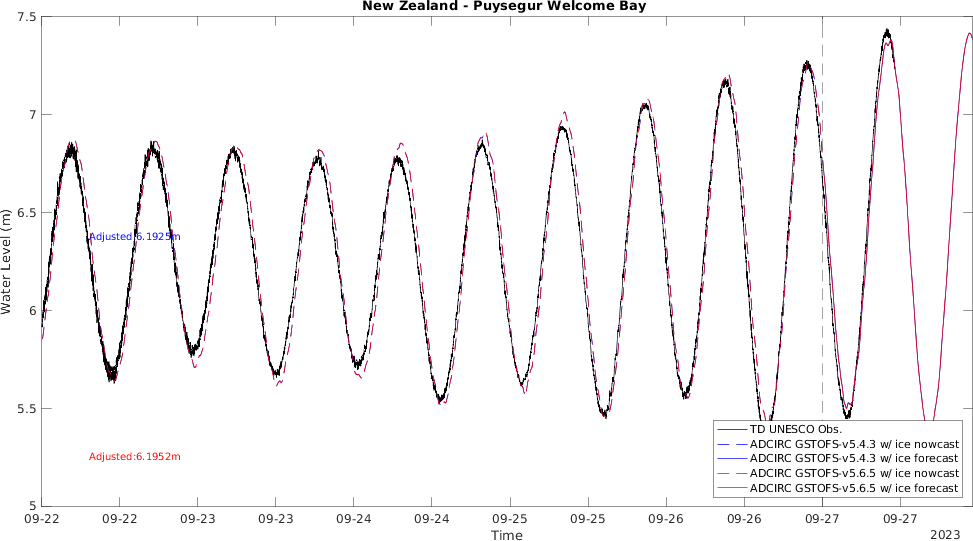 New Zealand - Puysegur Welcome Bay
7.5
7
6.5
6
5.5
5
Water Level (m)
Adjusted:6.1925m
Adjusted:6.1952m
TD UNESCO Obs.
ADCIRC GSTOFS-v5.4.3 w/ ice nowcast
ADCIRC GSTOFS-v5.4.3 w/ ice forecast
ADCIRC GSTOFS-v5.6.5 w/ ice nowcast
ADCIRC GSTOFS-v5.6.5 w/ ice forecast
09-22 09-22 09-23 09-23 09-24 09-24 09-25 09-25 09-26 09-26 09-27 09-27
Time
2023